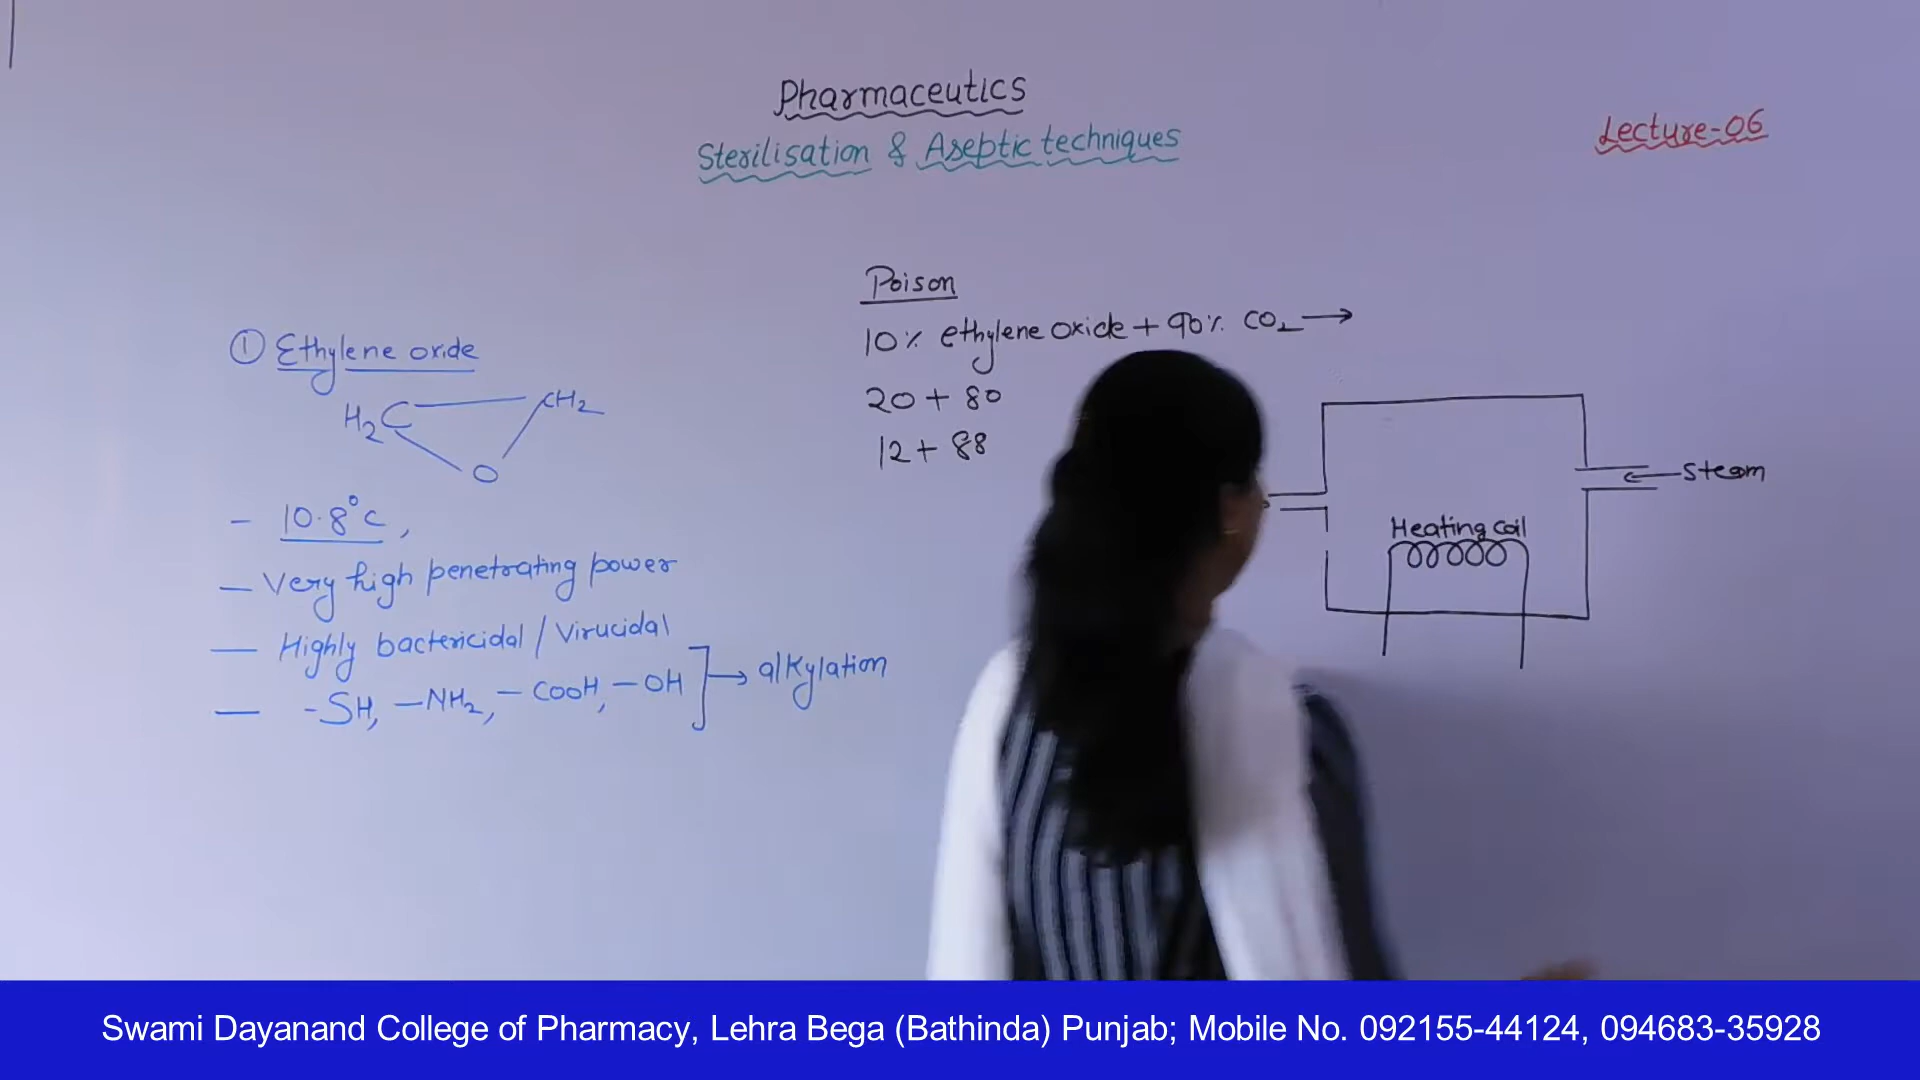 Pharmaceutics
Sterilisation & Aseptic techniques
Lecture-06
① Ethylene oxide
H₂C CH₂
O
- 10.8°C,
- Very high penetrating power
- Highly bactericidal / Virucidal
- -SH, -NH₂, -COOH, -OH ] → alkylation
Poison
10% ethylene oxide + 90% CO₂ →
20 + 80
12 + 88
Steam
Heating coil
Swami Dayanand College of Pharmacy, Lehra Bega (Bathinda) Punjab; Mobile No. 092155-44124, 094683-35928